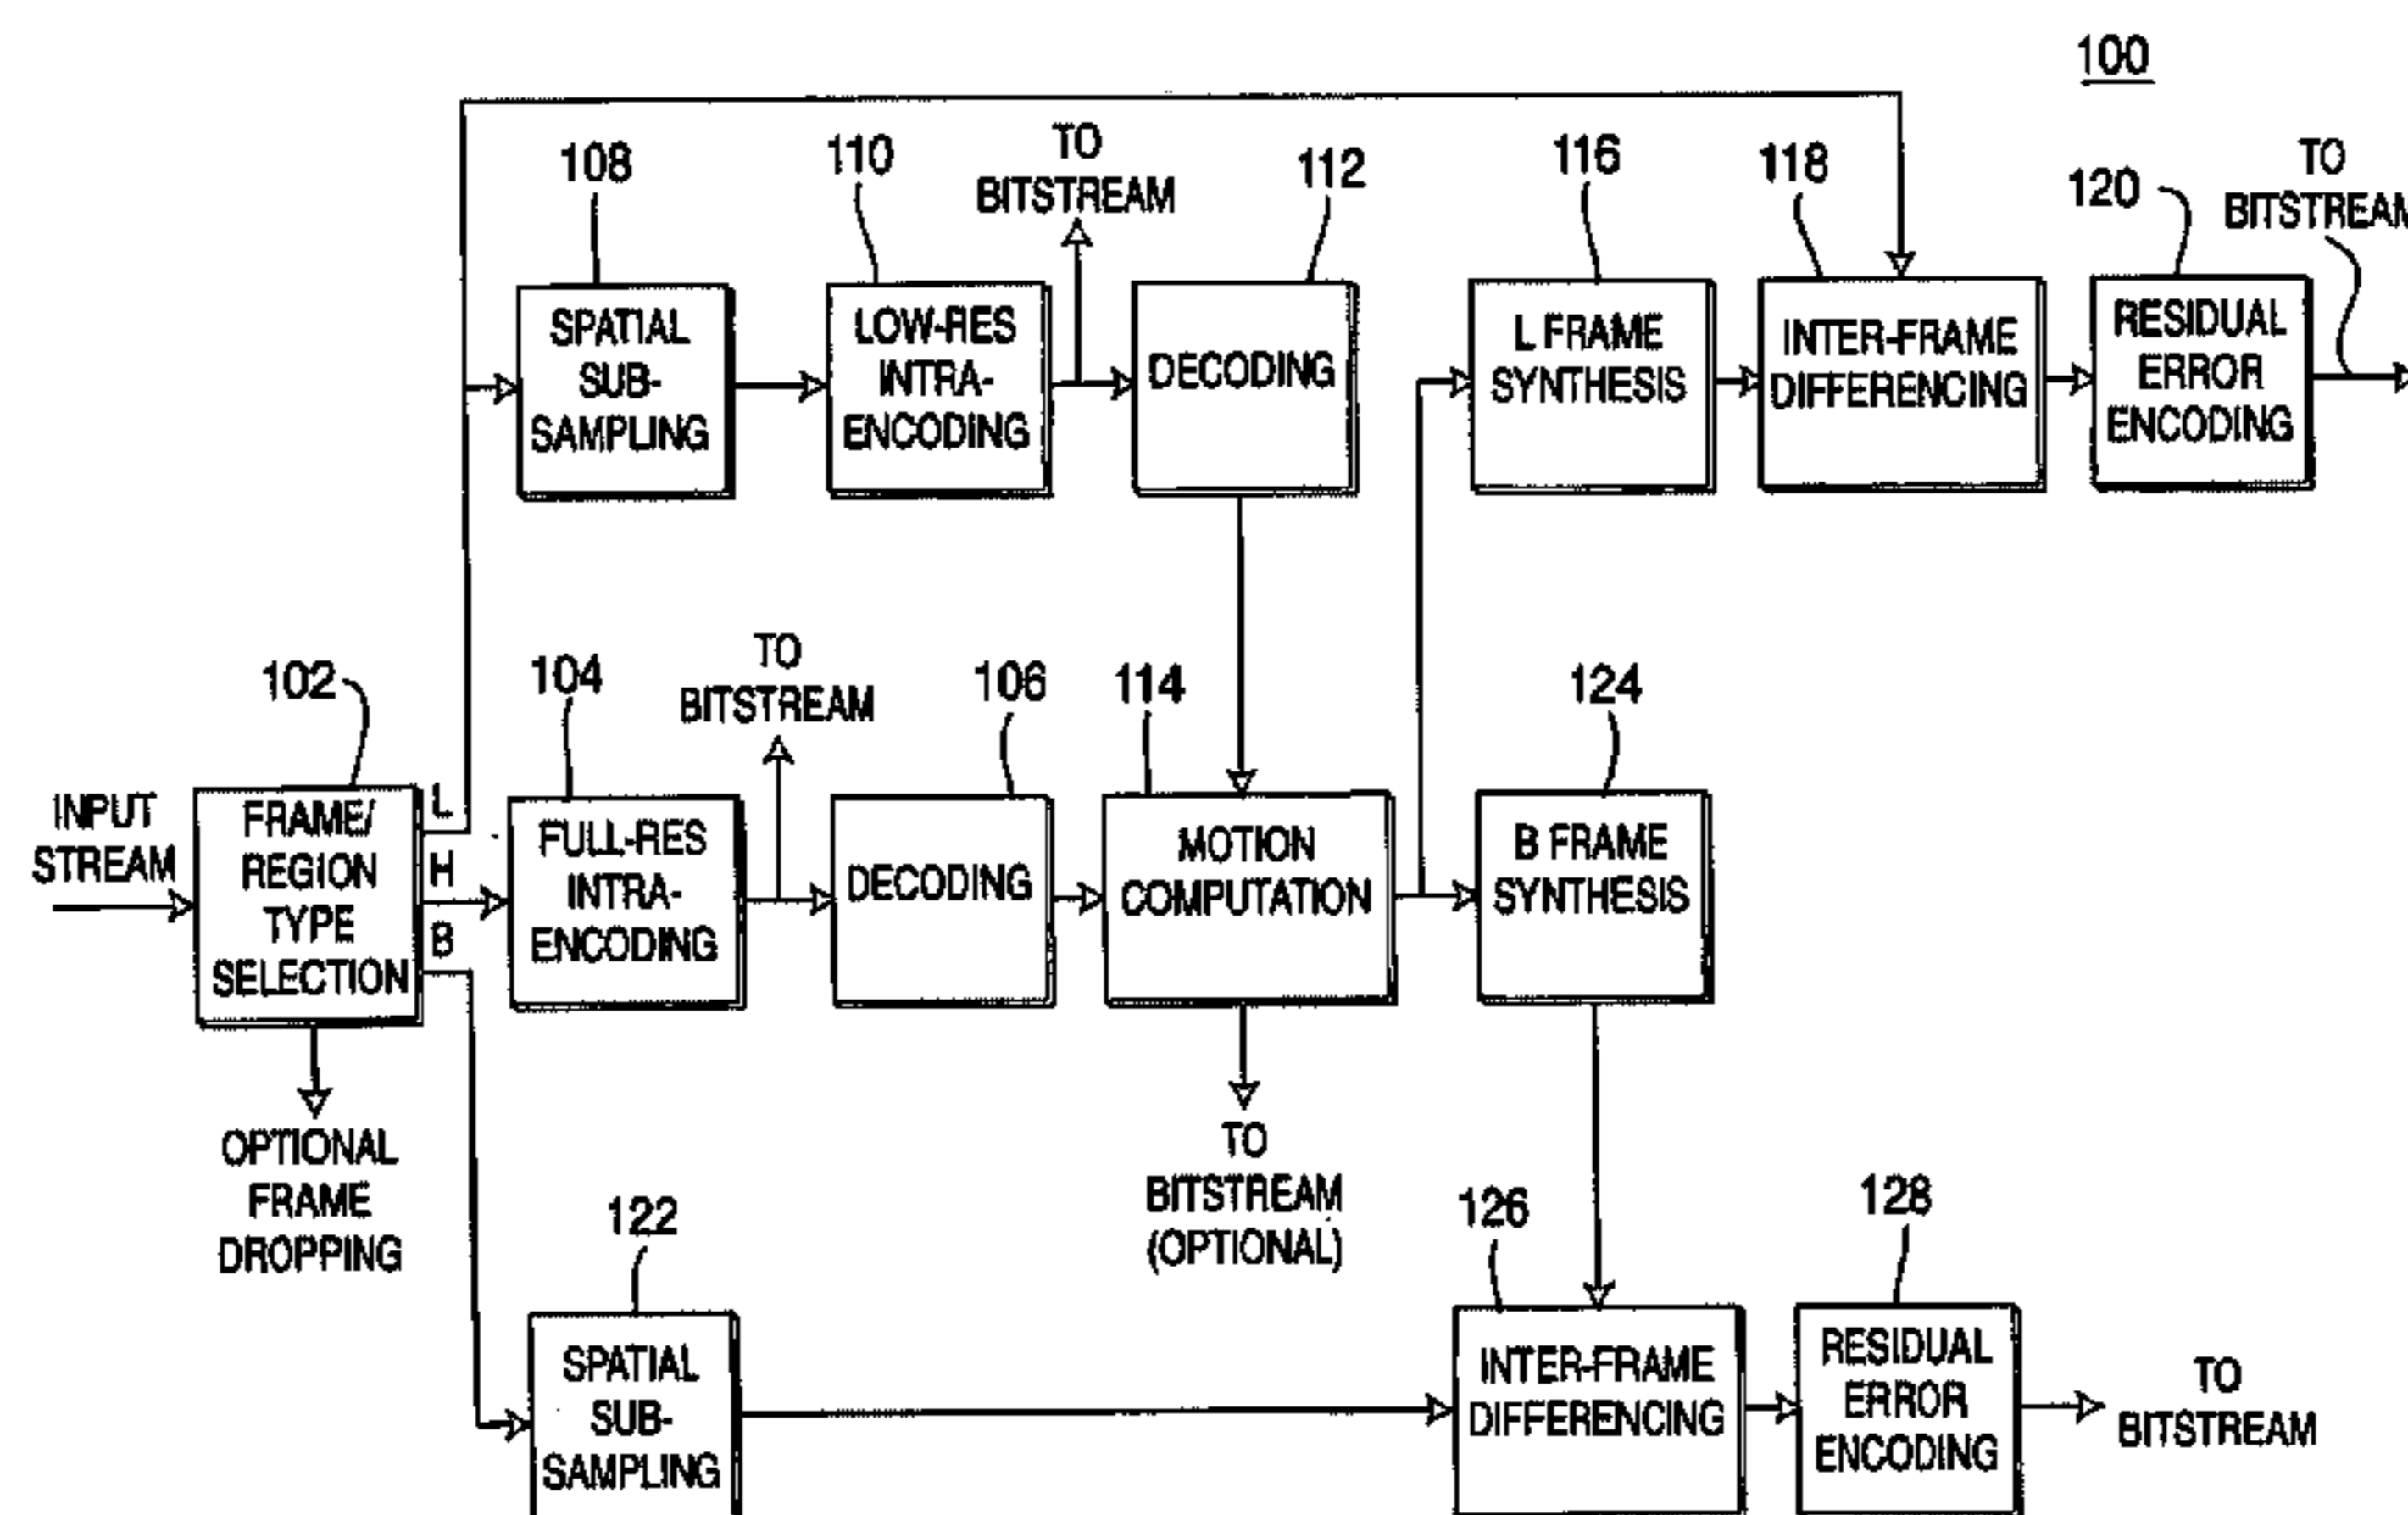 100
108
110
TO
BITSTREAM
112
116
118
120
TO
BITSTREAM
SPATIAL
SUB-
SAMPLING
LOW-RES
INTRA-
ENCODING
DECODING
L FRAME
SYNTHESIS
INTER-FRAME
DIFFERENCING
RESIDUAL
ERROR
ENCODING
102
104
TO
BITSTREAM
106
114
124
INPUT
STREAM
FRAME/
REGION
TYPE
SELECTION
L
H
B
FULL-RES
INTRA-
ENCODING
DECODING
MOTION
COMPUTATION
B FRAME
SYNTHESIS
OPTIONAL
FRAME
DROPPING
122
TO
BITSTREAM
(OPTIONAL)
126
128
SPATIAL
SUB-
SAMPLING
INTER-FRAME
DIFFERENCING
RESIDUAL
ERROR
ENCODING
TO
BITSTREAM